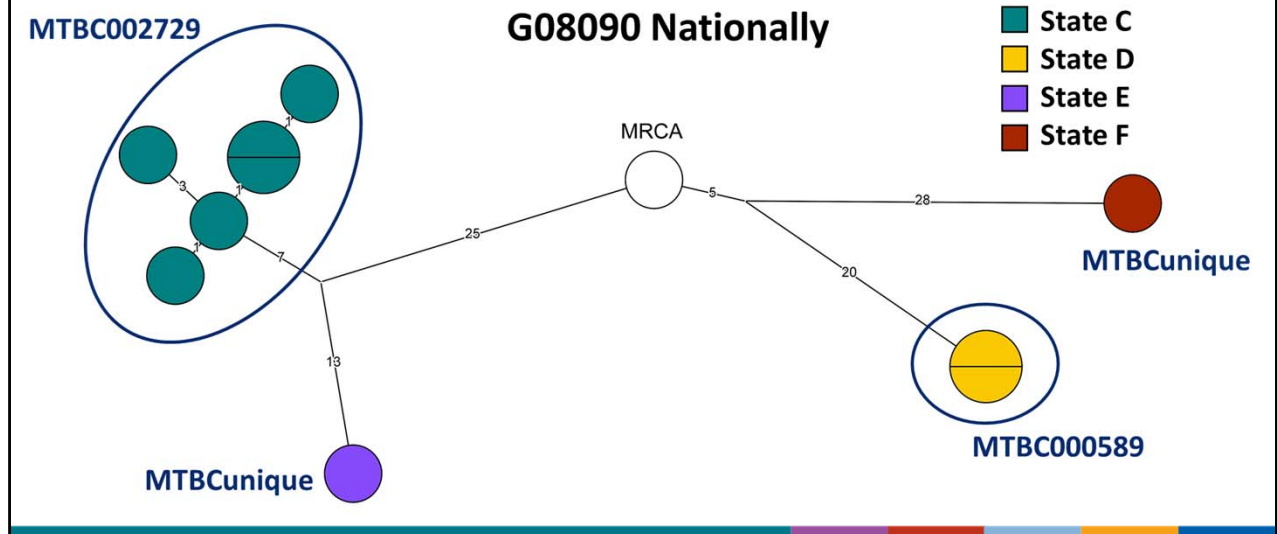 G08090 Nationally
MTBC002729
State C
State D
State E
State F
MRCA
1
3
1
1
7
25
5
28
20
13
MTBCunique
MTBCunique
MTBC000589